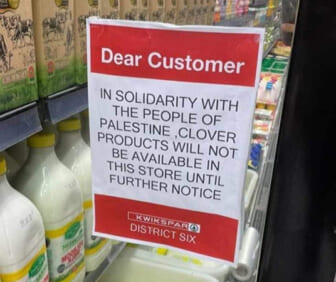 Dear Customer
IN SOLIDARITY WITH
THE PEOPLE OF
PALESTINE ,CLOVER
PRODUCTS WILL NOT
BE AVAILABLE IN
THIS STORE UNTIL
FURTHER NOTICE
KWIKSPAR
DISTRICT SIX